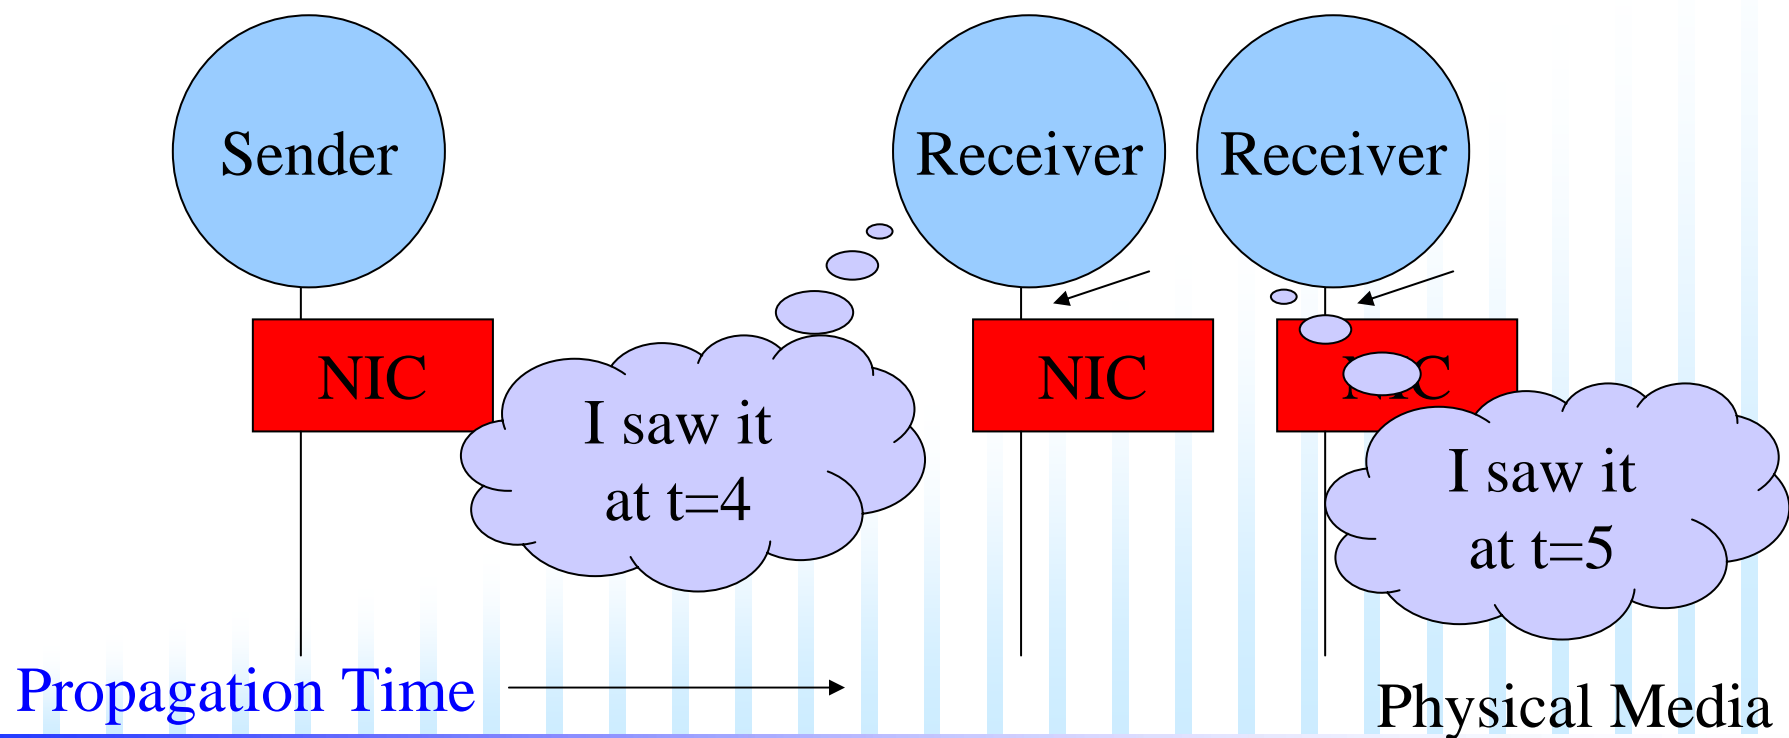 Sender
Receiver
Receiver
NIC
NIC
I saw it
at t=4
I saw it
at t=5
Propagation Time
Physical Media